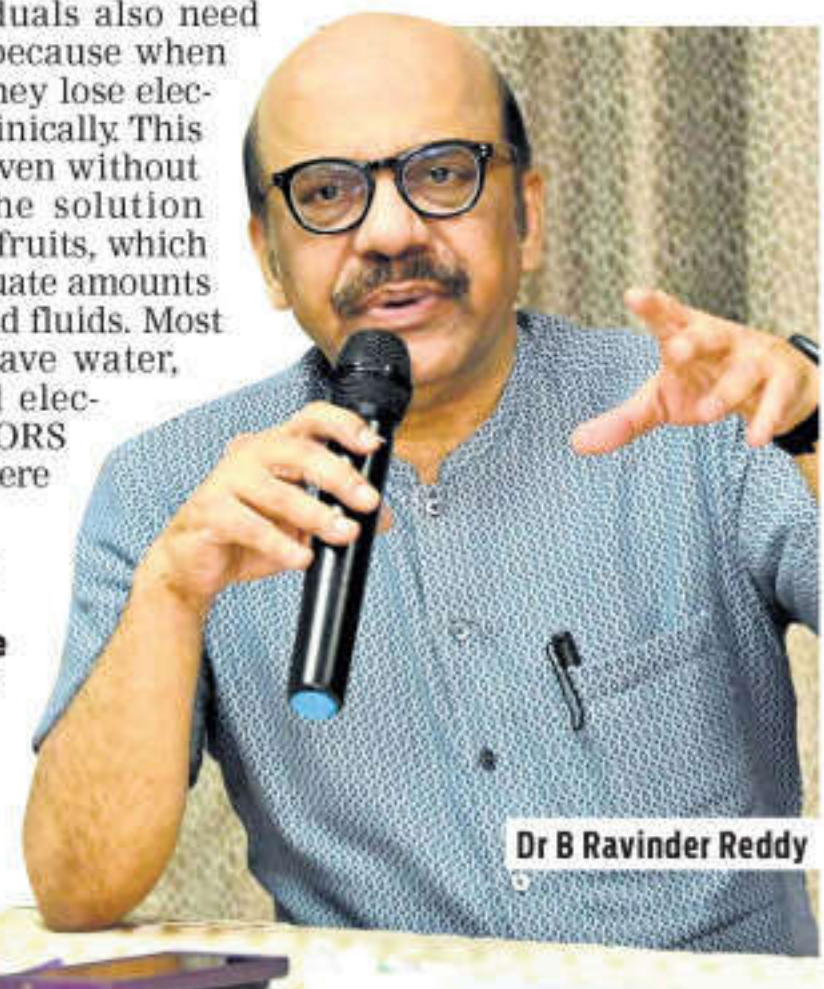 duals also need
because when
hey lose elec-
inically. This
ven without
he solution
fruits, which
uate amounts
d fluids. Most
ave water,
l elec-
ORS
ere
e
Dr B Ravinder Reddy